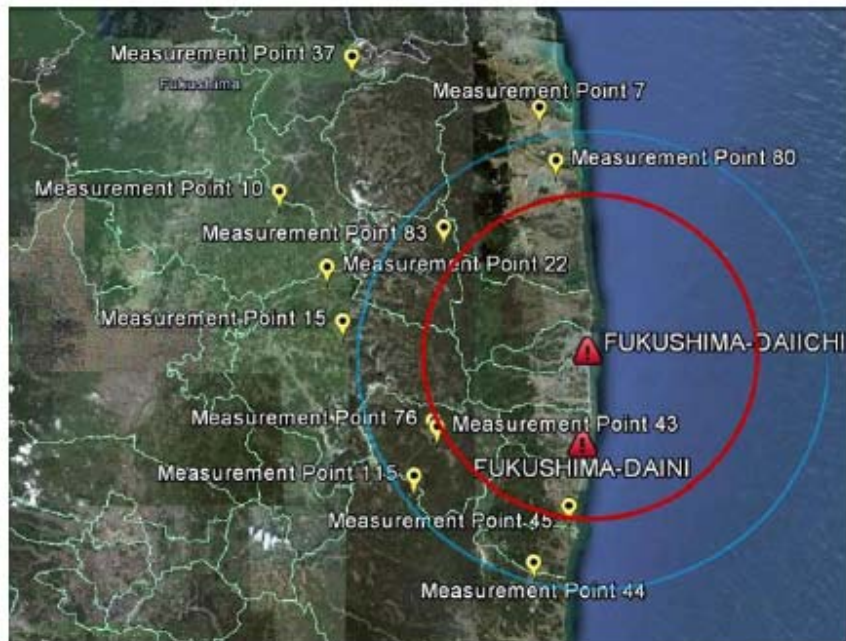 Measurement Point 37
Fukushima
Measurement Point 7
Measurement Point 80
Measurement Point 10
Measurement Point 83
Measurement Point 22
Measurement Point 15
FUKUSHIMA-DAIICHI
Measurement Point 76
Measurement Point 43
FUKUSHIMA-DAINI
Measurement Point 115
Measurement Point 45
Measurement Point 44